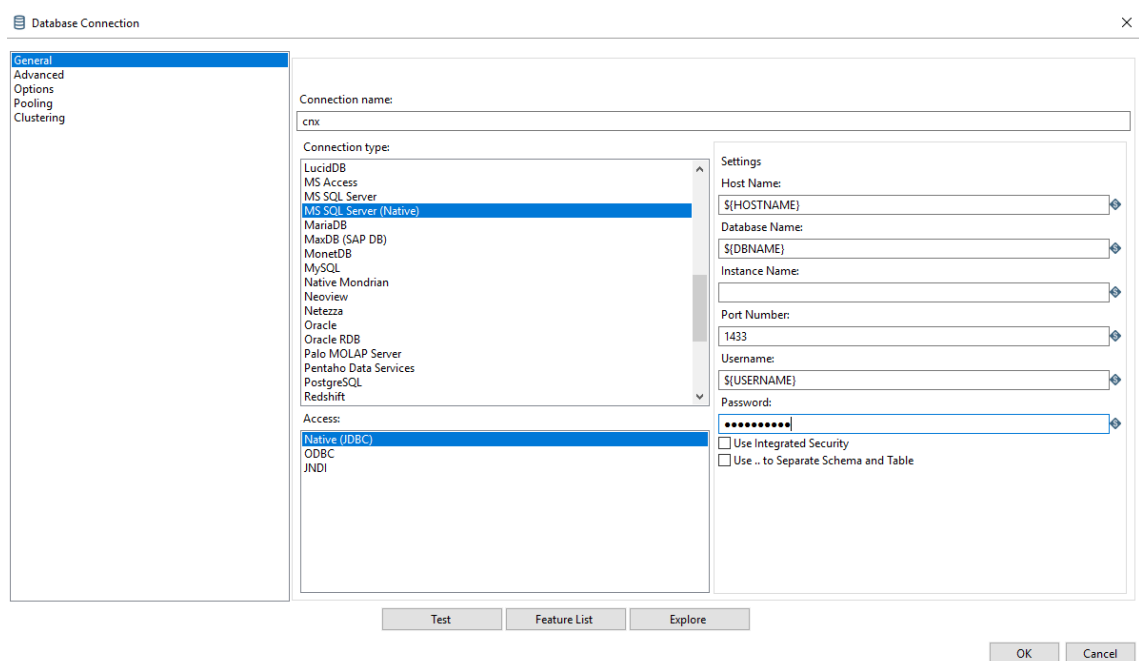 Database Connection
General
Advanced
Options
Pooling
Clustering
Connection name:
cnx
Connection type:
LucidDB
MS Access
MS SQL Server
MS SQL Server (Native)
MariaDB
MaxDB (SAP DB)
MonetDB
MySQL
Native Mondrian
Neoview
Netezza
Oracle
Oracle RDB
Palo MOLAP Server
Pentaho Data Services
PostgreSQL
Redshift
Access:
Native (JDBC)
ODBC
JNDI
Settings
Host Name:
${HOSTNAME}
Database Name:
${DBNAME}
Instance Name:
Port Number:
1433
Username:
${USERNAME}
Password:
●●●●●●●●●●
Use Integrated Security
Use .. to Separate Schema and Table
Test
Feature List
Explore
OK
Cancel